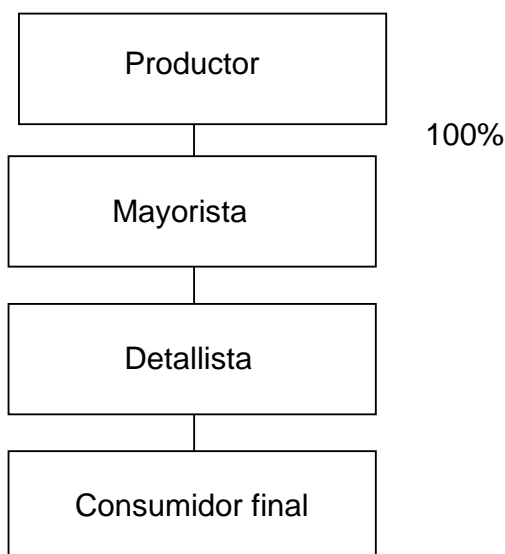 Productor
100%
Mayorista
Detallista
Consumidor final